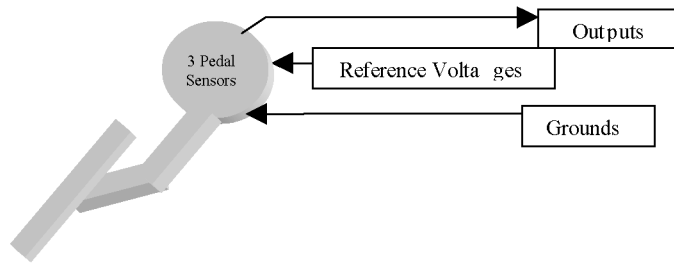 Outputs
3 Pedal
Sensors
Reference Volta ges
Grounds